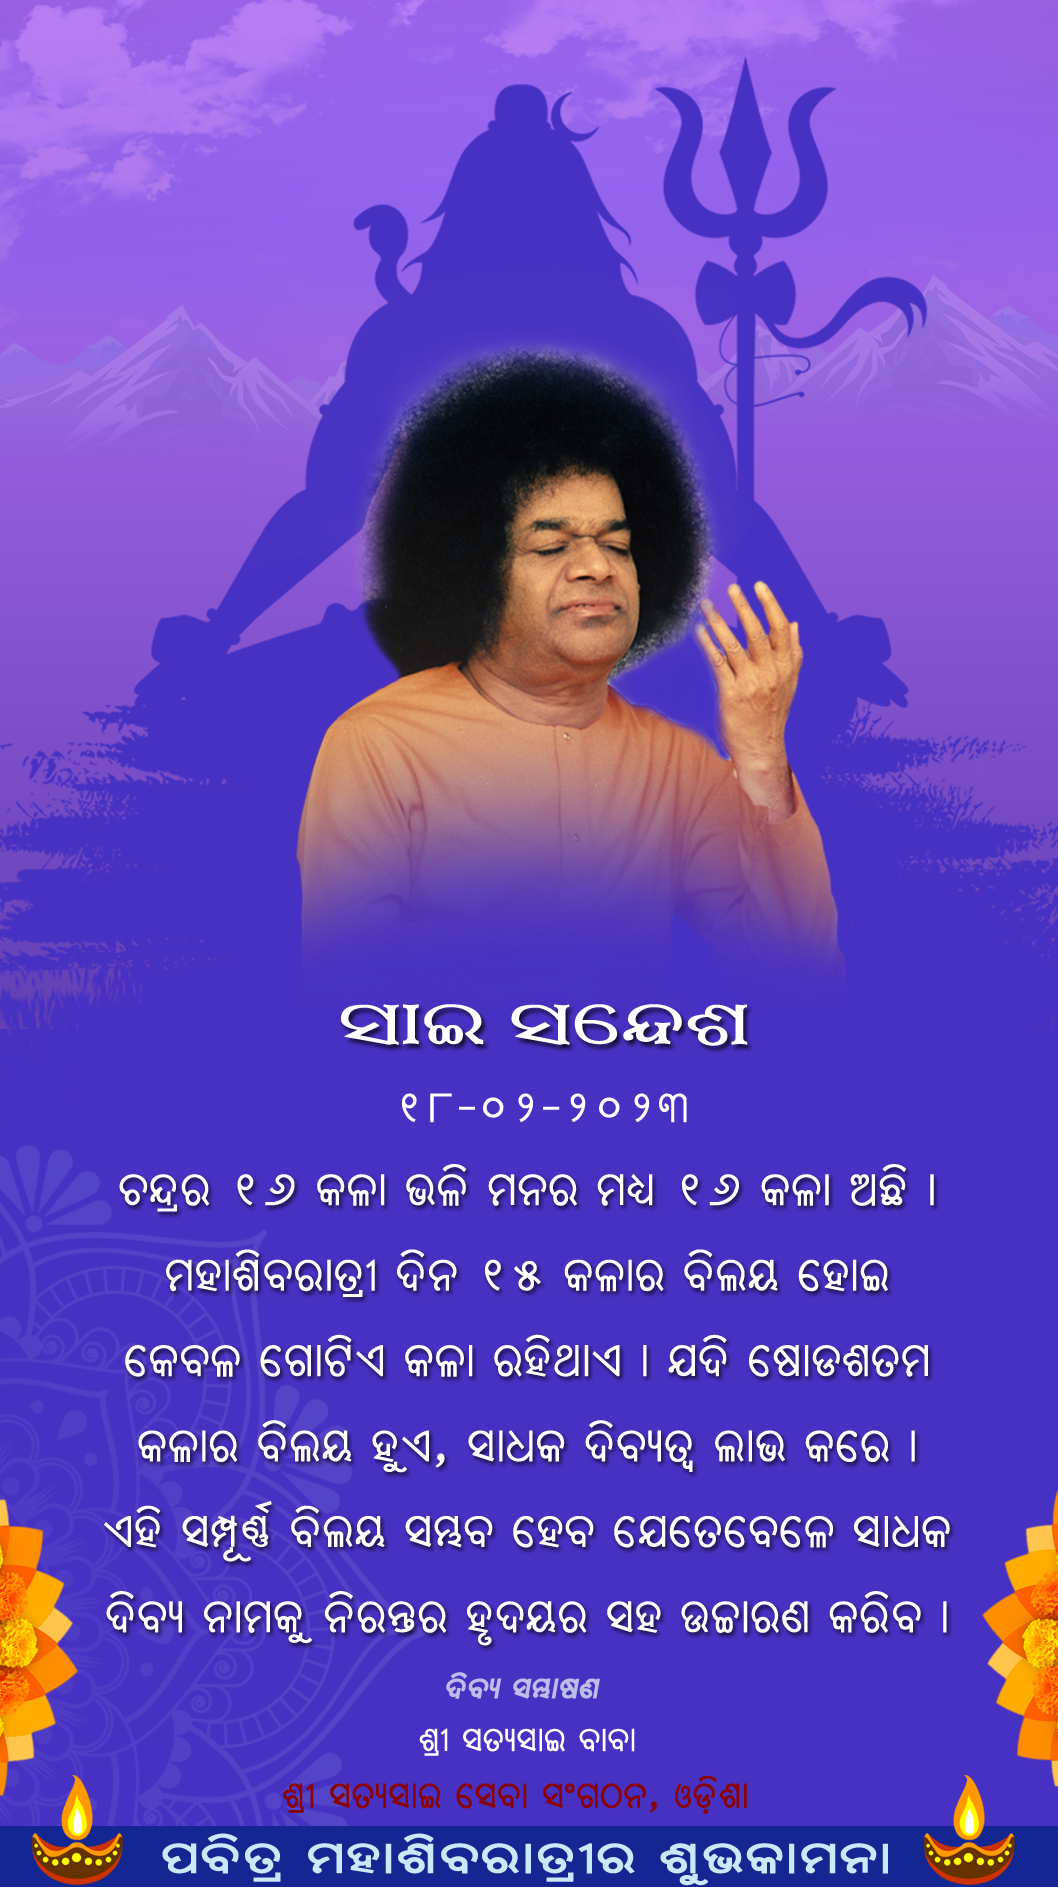 ସାଇ ସନ୍ଦେଶ
୧୮-୦୨-୨୦୨୩
ଚନ୍ଦ୍ରର ୧୬ କଳା ଭଳି ମନର ମଧ୍ୟ ୧୬ କଳା ଅଛି ।
ମହାଶିବରାତ୍ରୀ ଦିନ ୧୫ କଳାର ବିଲୟ ହୋଇ
କେବଳ ଗୋଟିଏ କଳା ରହିଥାଏ । ଯଦି ଷୋଡଶତମ
କଳାର ବିଲୟ ହୁଏ, ସାଧକ ଦିବ୍ୟତ୍ୱ ଲାଭ କରେ ।
ଏହି ସମ୍ପୂର୍ଣ୍ଣ ବିଲୟ ସମ୍ଭବ ହେବ ଯେତେବେଳେ ସାଧକ
ଦିବ୍ୟ ନାମକୁ ନିରନ୍ତର ହୃଦୟର ସହ ଉଚ୍ଚାରଣ କରିବ ।
ଦିବ୍ୟ ସମ୍ଭାଷଣ
ଶ୍ରୀ ସତ୍ୟସାଇ ବାବା
ଶ୍ରୀ ସତ୍ୟସାଇ ସେବା ସଂଗଠନ, ଓଡ଼ିଶା
ପବିତ୍ର ମହାଶିବରାତ୍ରୀର ଶୁଭକାମନା